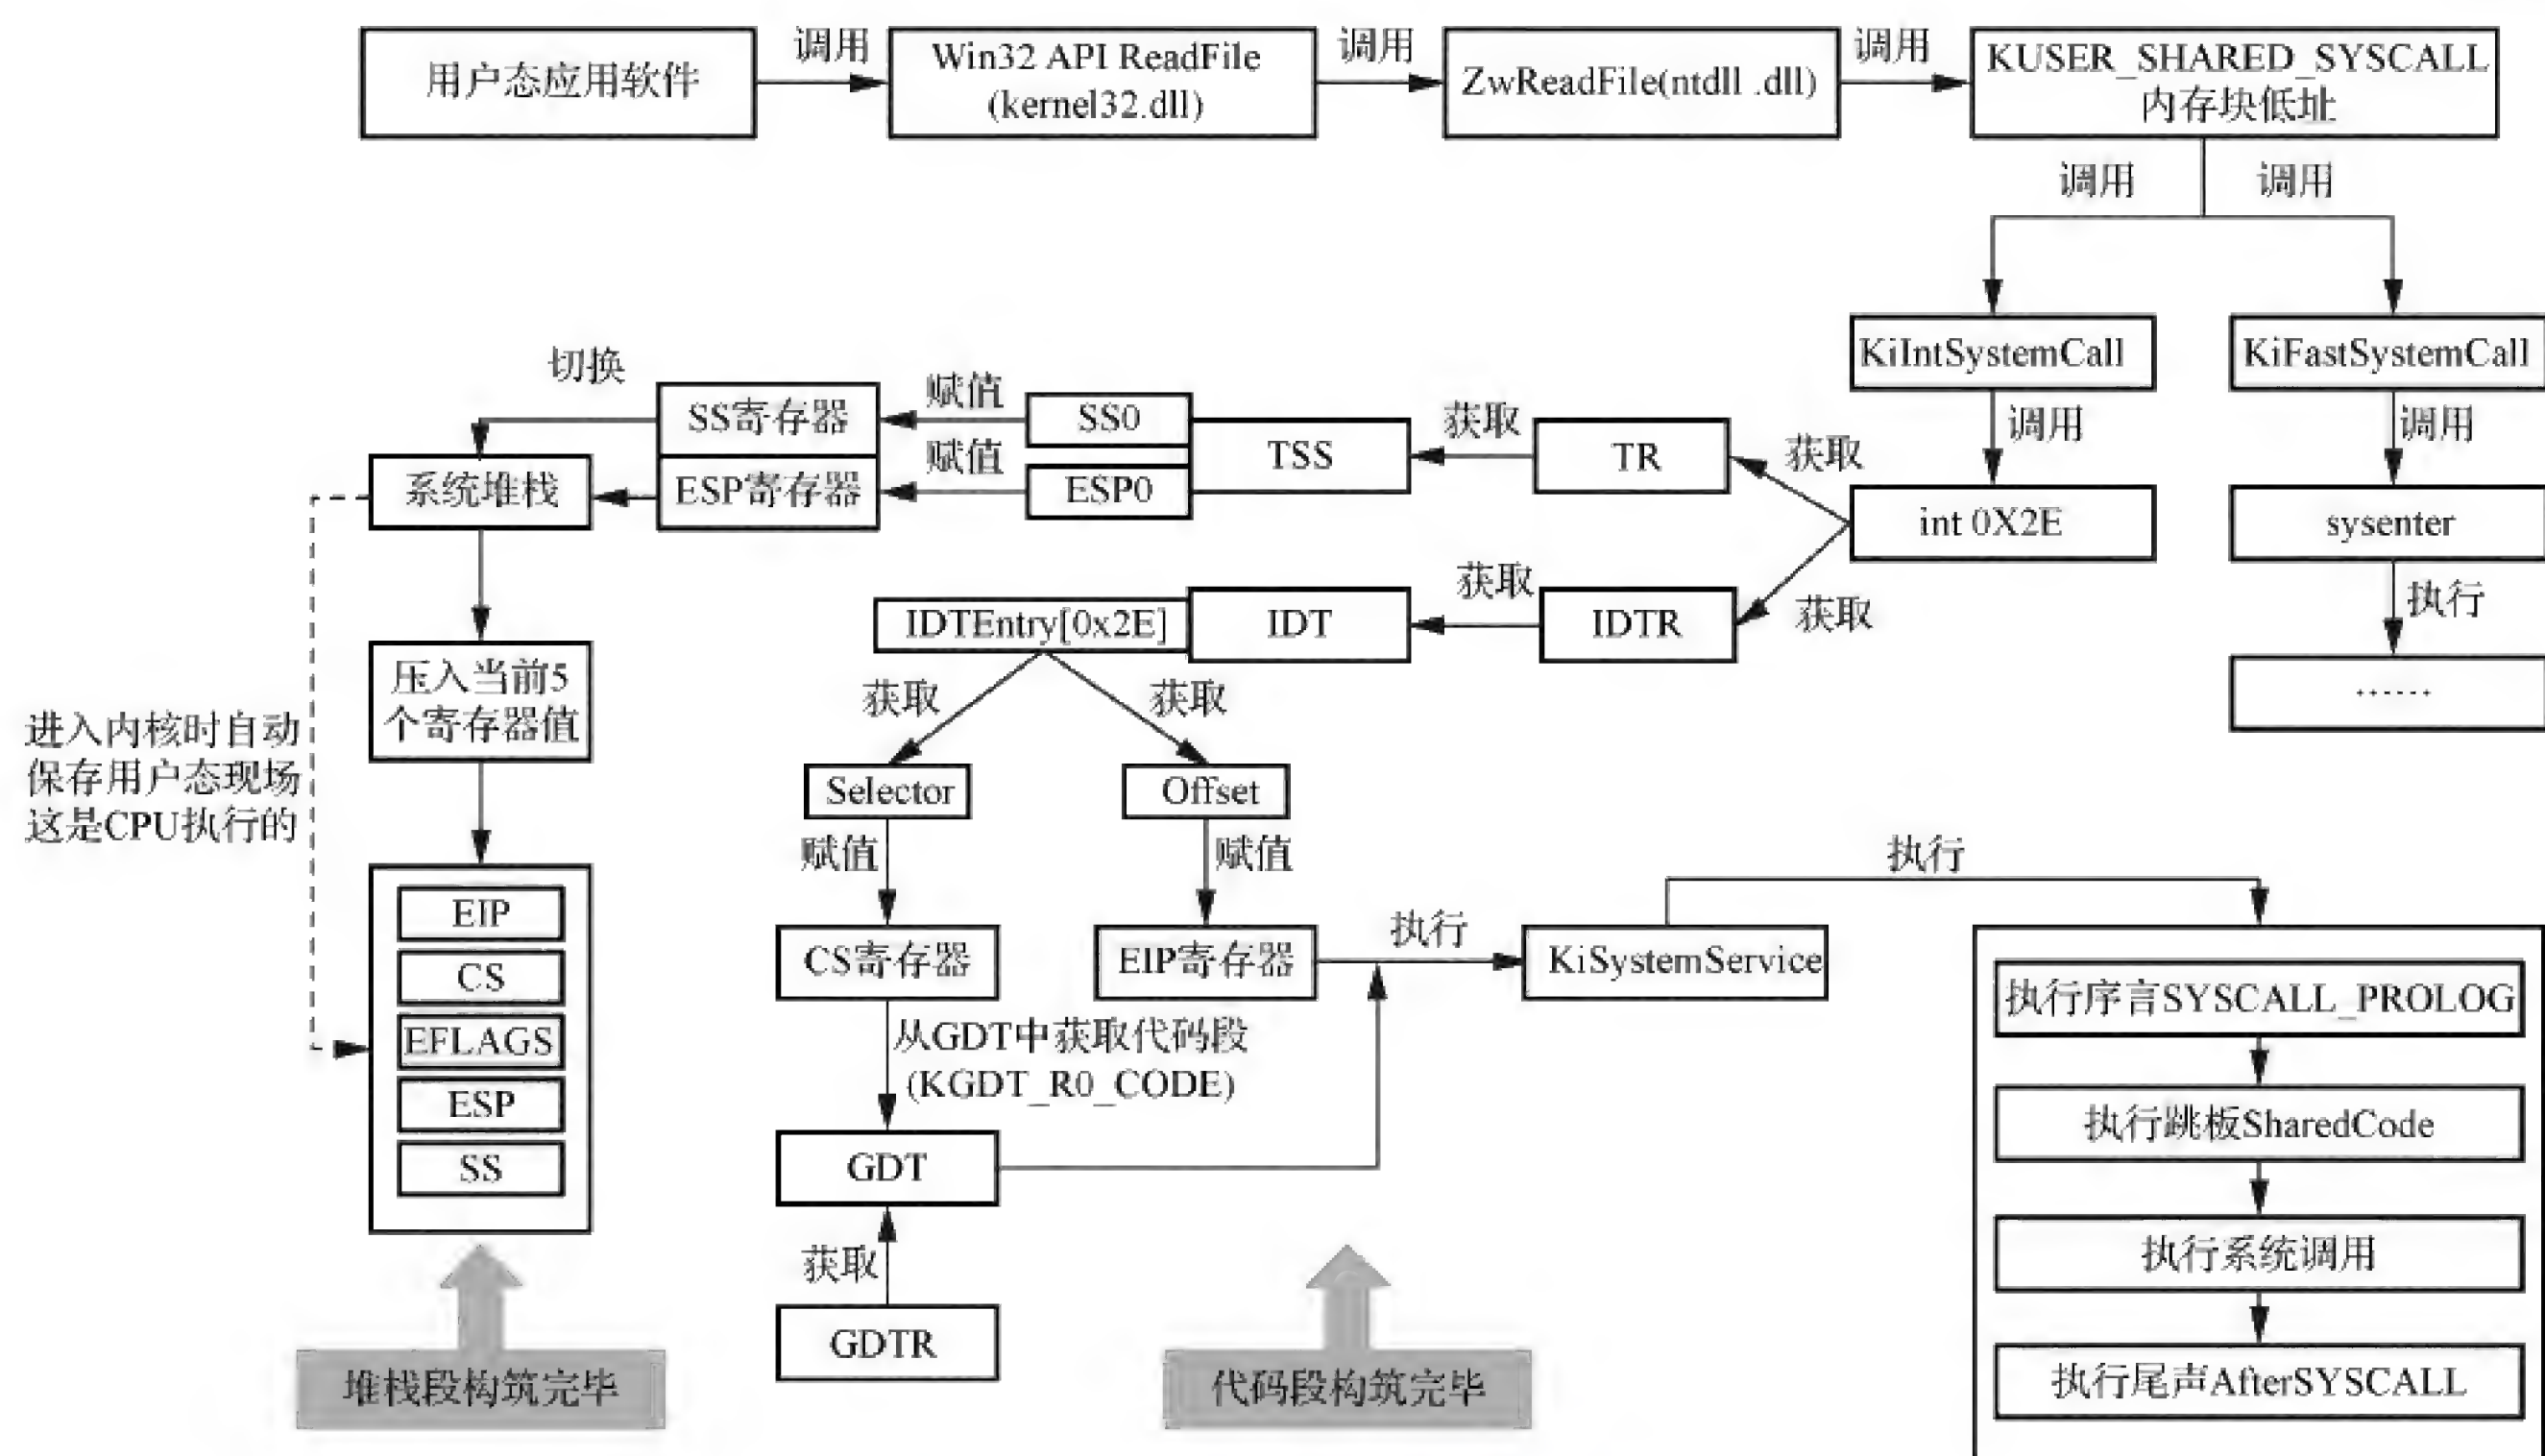 用户态应用软件
调用
Win32 API ReadFile
(kernel32.dll)
调用
ZwReadFile(ntdll .dll)
调用
KUSER_SHARED_SYSCALL
内存块低址
调用
调用
KiIntSystemCall
KiFastSystemCall
调用
调用
int 0X2E
sysenter
执行
……
获取
TR
获取
TSS
SS0
ESP0
赋值
赋值
SS寄存器
ESP寄存器
切换
系统堆栈
压入当前5
个寄存器值
进入内核时自动
保存用户态现场
这是CPU执行的
EIP
CS
EFLAGS
ESP
SS
堆栈段构筑完毕
获取
IDTR
获取
IDT
IDTEntry[0x2E]
获取
获取
Selector
Offset
赋值
赋值
CS寄存器
EIP寄存器
从GDT中获取代码段
(KGDT_R0_CODE)
GDT
获取
GDTR
代码段构筑完毕
执行
KiSystemService
执行
执行序言SYSCALL_PROLOG
执行跳板SharedCode
执行系统调用
执行尾声AfterSYSCALL